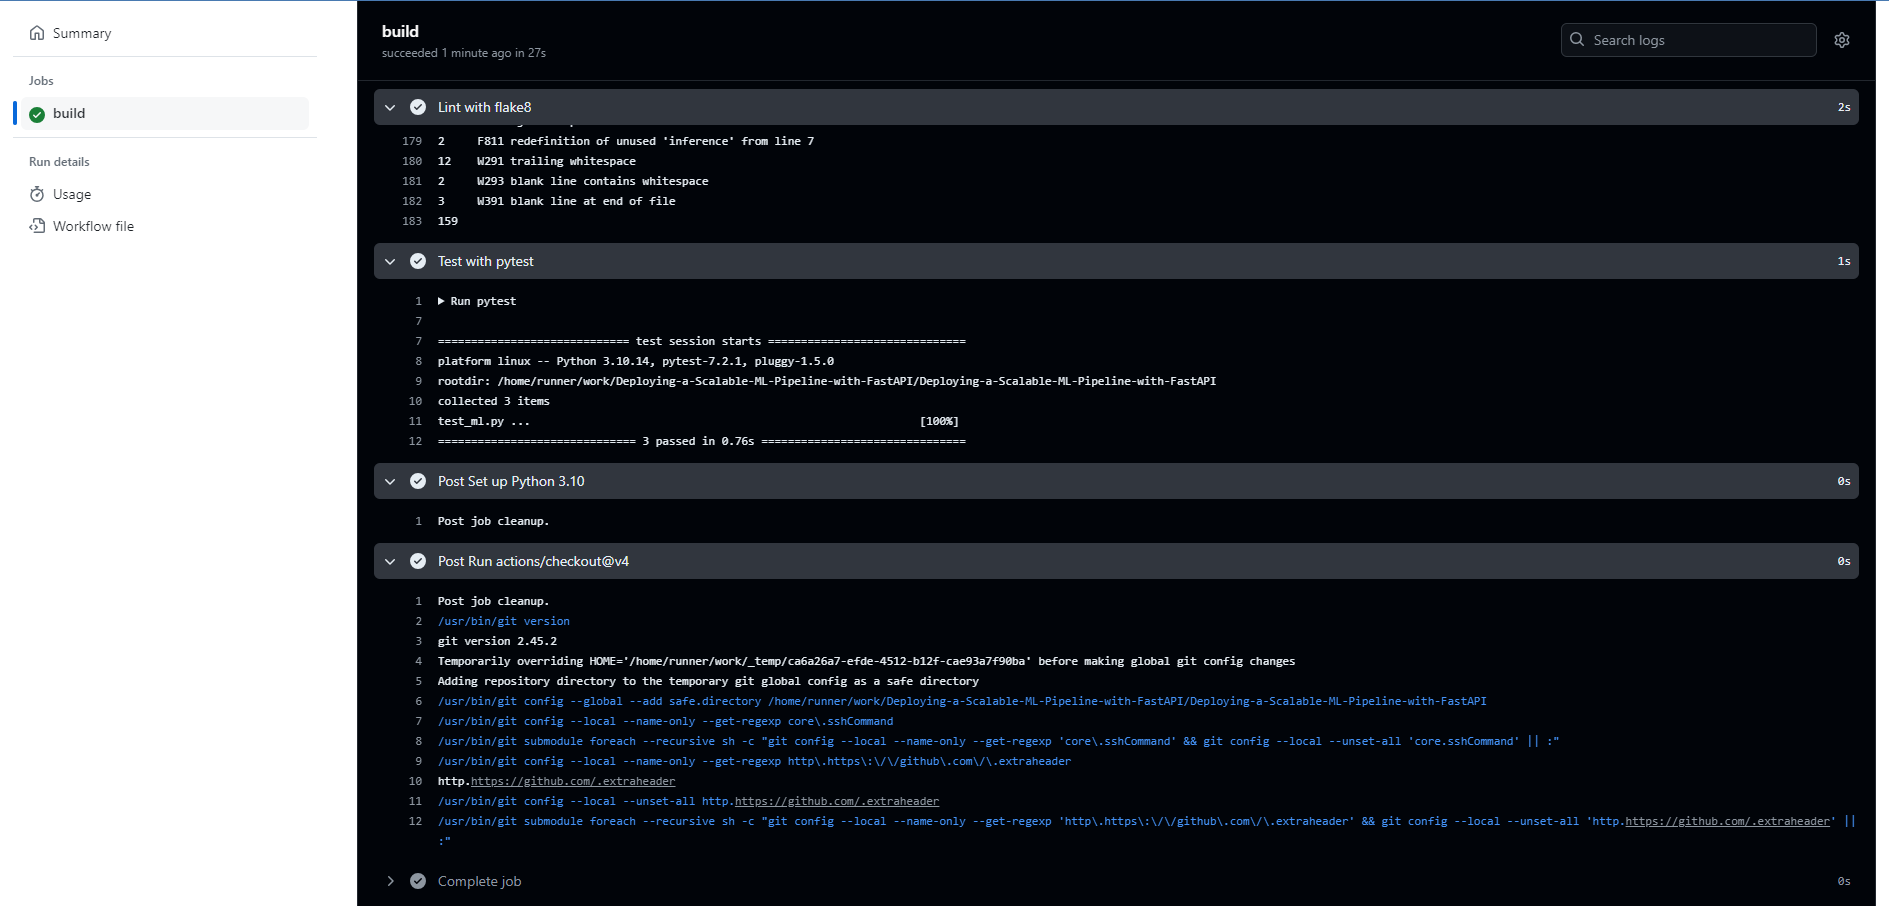 Summary
Jobs
build
Run details
Usage
Workflow file
build
succeeded 1 minute ago in 27s
Search logs
Lint with flake8 2s
179 2 F811 redefinition of unused 'inference' from line 7
180 12 W291 trailing whitespace
181 2 W293 blank line contains whitespace
182 3 W391 blank line at end of file
183 159
Test with pytest 1s
1 Run pytest
7
7 ============================= test session starts ==============================
8 platform linux -- Python 3.10.14, pytest-7.2.1, pluggy-1.5.0
9 rootdir: /home/runner/work/Deploying-a-Scalable-ML-Pipeline-with-FastAPI/Deploying-a-Scalable-ML-Pipeline-with-FastAPI
10 collected 3 items
11 test_ml.py ... [100%]
12 ============================== 3 passed in 0.76s ===============================
Post Set up Python 3.10 0s
1 Post job cleanup.
Post Run actions/checkout@v4 0s
1 Post job cleanup.
2 /usr/bin/git version
3 git version 2.45.2
4 Temporarily overriding HOME='/home/runner/work/_temp/ca6a26a7-efde-4512-b12f-cae93a7f90ba' before making global git config changes
5 Adding repository directory to the temporary git global config as a safe directory
6 /usr/bin/git config --global --add safe.directory /home/runner/work/Deploying-a-Scalable-ML-Pipeline-with-FastAPI/Deploying-a-Scalable-ML-Pipeline-with-FastAPI
7 /usr/bin/git config --local --name-only --get-regexp core\.sshCommand
8 /usr/bin/git submodule foreach --recursive sh -c "git config --local --name-only --get-regexp 'core\.sshCommand' && git config --local --unset-all 'core.sshCommand' || :"
9 /usr/bin/git config --local --name-only --get-regexp http\.https\:\/\/github\.com\/\.extraheader
10 http.https://github.com/.extraheader
11 /usr/bin/git config --local --unset-all http.https://github.com/.extraheader
12 /usr/bin/git submodule foreach --recursive sh -c "git config --local --name-only --get-regexp 'http\.https\:\/\/github\.com\/\.extraheader' && git config --local --unset-all 'http.https://github.com/.extraheader' ||
:"
Complete job 0s